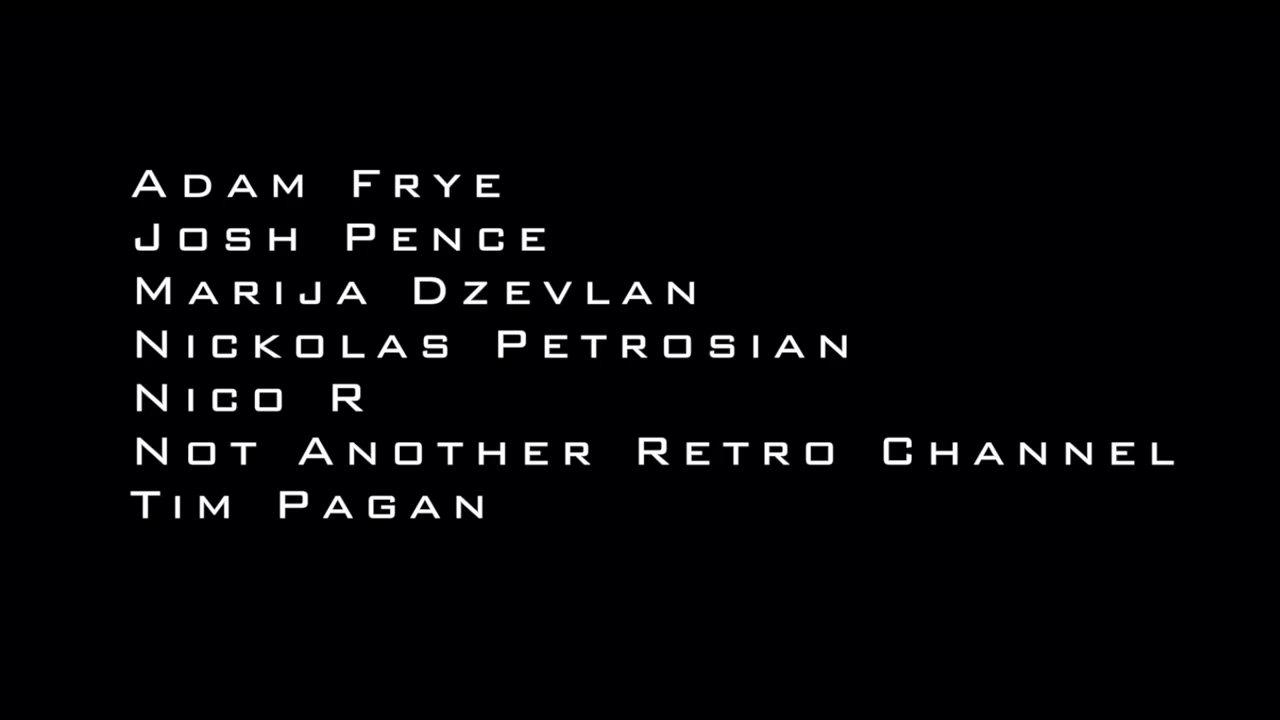 Adam Frye
Josh Pence
Marija Dzevlan
Nickolas Petrosian
Nico R
Not Another Retro Channel
Tim Pagan